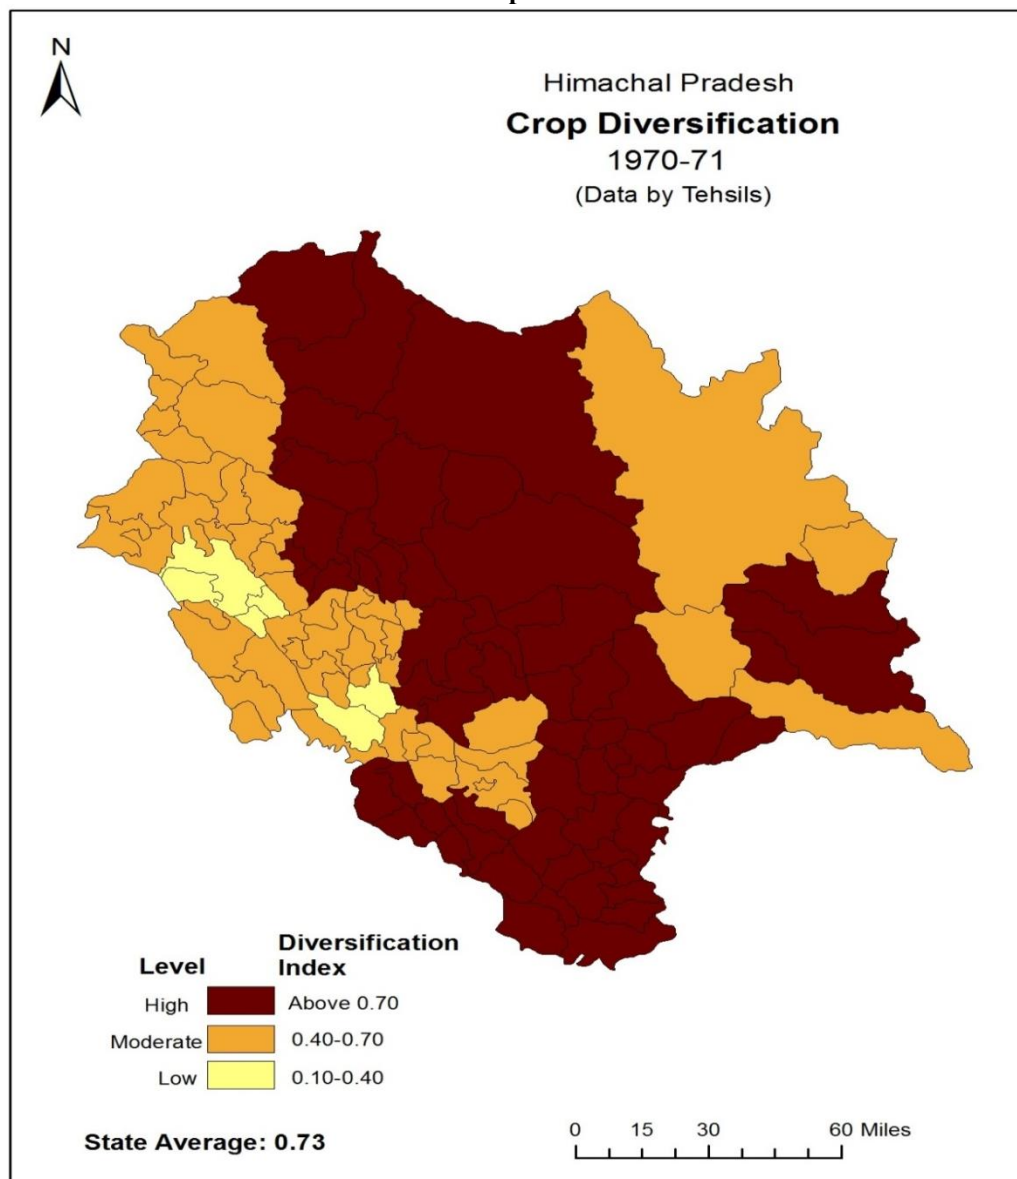 N
Himachal Pradesh
Crop Diversification
1970-71
(Data by Tehsils)
Level
Diversification
Index
High
Above 0.70
Moderate
0.40-0.70
Low
0.10-0.40
State Average: 0.73
0 15 30 60 Miles